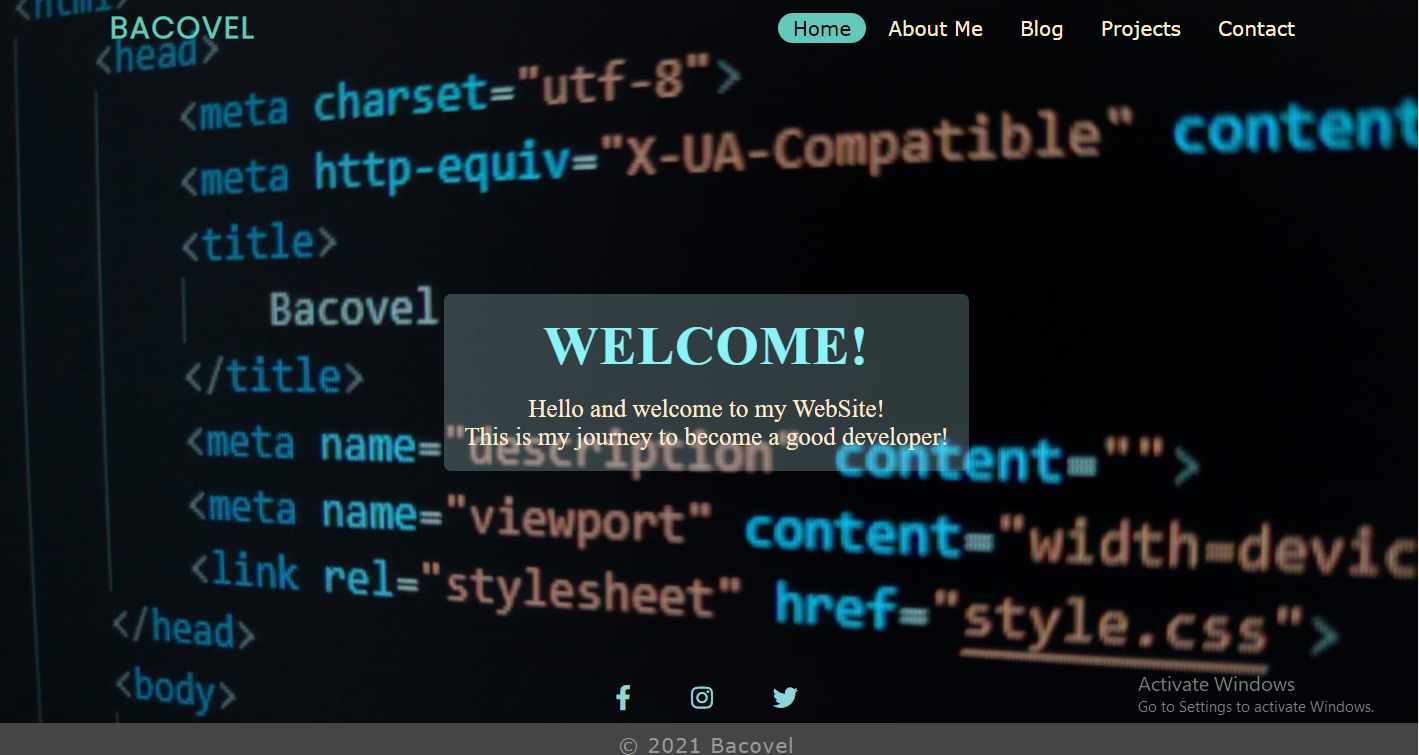 <html>
BACOVEL
Home About Me Blog Projects Contact
<head>
<meta charset="utf-8">
<meta http-equiv="X-UA-Compatible" content
<title>
Bacovel
WELCOME!
</title>
Hello and welcome to my WebSite!
This is my journey to become a good developer!
<meta name="description" content="">
<meta name="viewport" content="width=devic
<link rel="stylesheet" href="style.css">
</head>
<body>
Activate Windows
Go to Settings to activate Windows.
© 2021 Bacovel